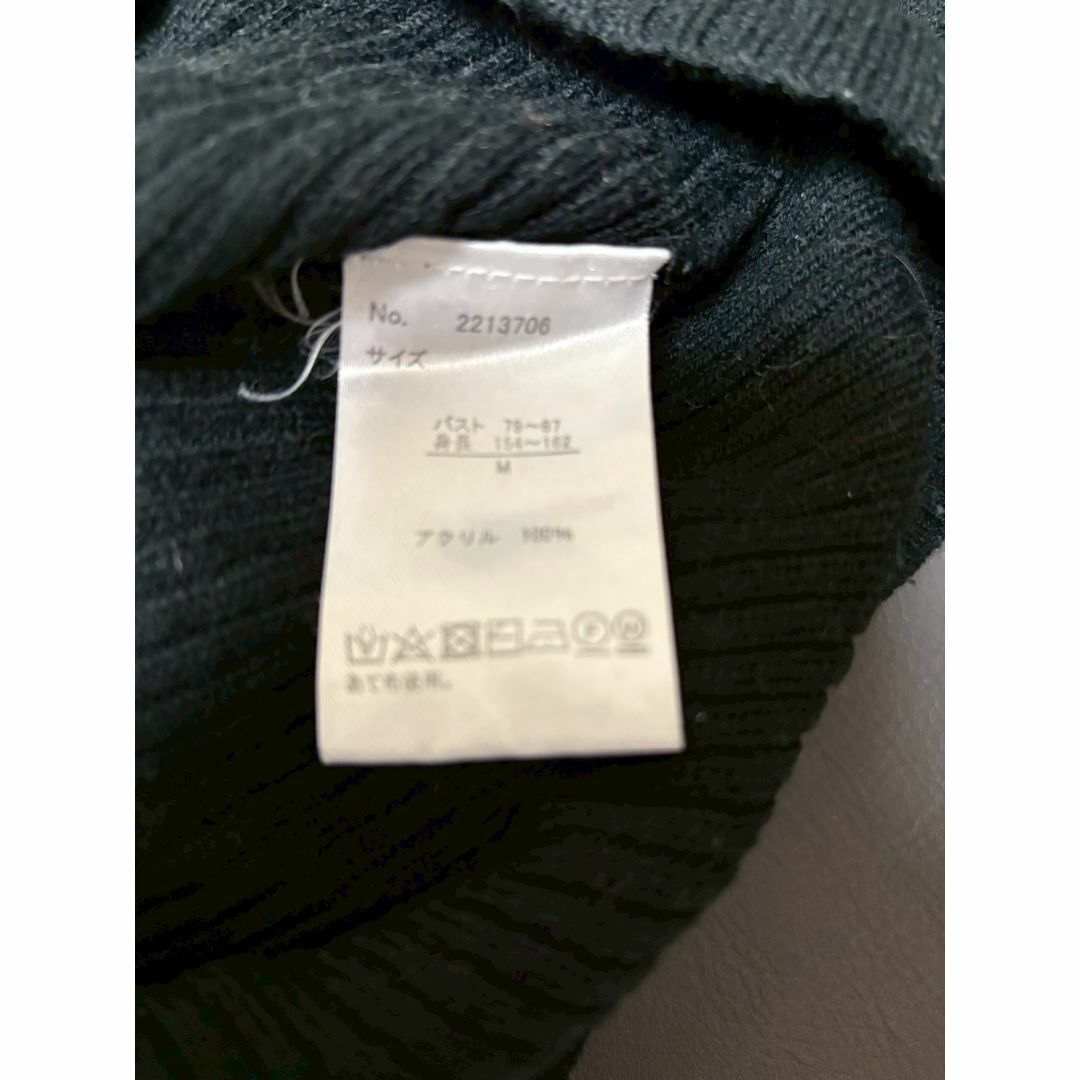 No. 2213706
サイズ
バスト 79〜87
身長 154〜162
M
アクリル 100%
あて布使用。